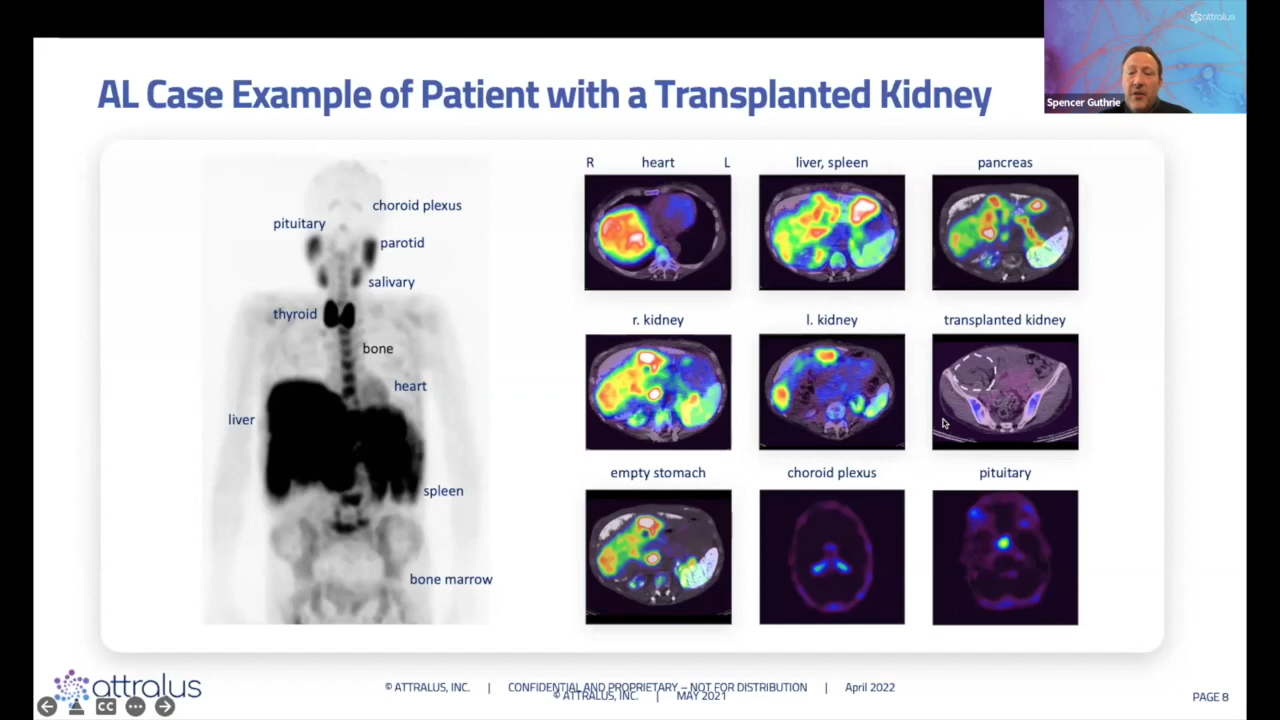 attralus
Spencer Guthrie
AL Case Example of Patient with a Transplanted Kidney
choroid plexus
pituitary
parotid
salivary
thyroid
bone
heart
liver
spleen
bone marrow
R heart L
liver, spleen
pancreas
r. kidney
l. kidney
transplanted kidney
empty stomach
choroid plexus
pituitary
attralus
CC
© ATTRALUS, INC. | CONFIDENTIAL AND PROPRIETARY – NOT FOR DISTRIBUTION | April 2022
© ATTRALUS, INC. | MAY 2021
PAGE 8